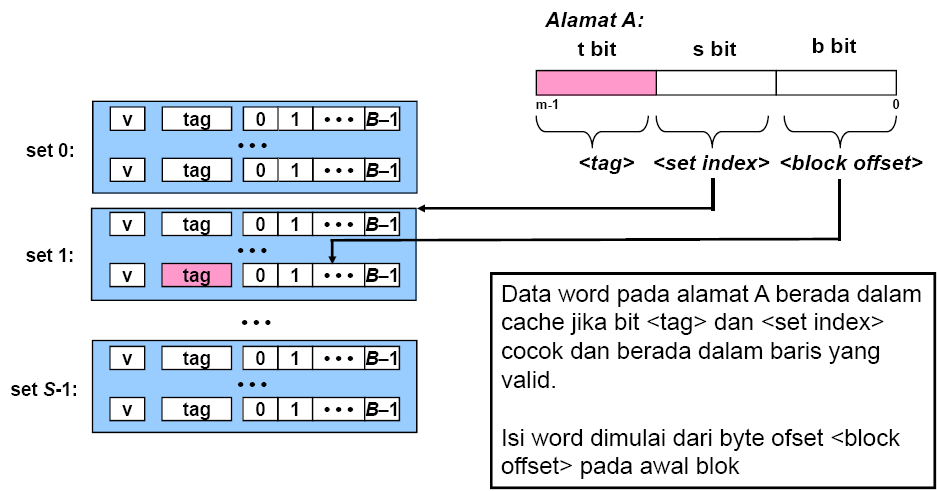 Alamat A:
t bit s bit b bit
m-1 0
<tag> <set index> <block offset>
v tag 0 1 • • • B–1
set 0: • • •
v tag 0 1 • • • B–1
v tag 0 1 • • • B–1
set 1: • • •
v tag 0 1 • • • B–1
• • •
v tag 0 1 • • • B–1
set S-1: • • •
v tag 0 1 • • • B–1
Data word pada alamat A berada dalam
cache jika bit <tag> dan <set index>
cocok dan berada dalam baris yang
valid.
Isi word dimulai dari byte ofset <block
offset> pada awal blok